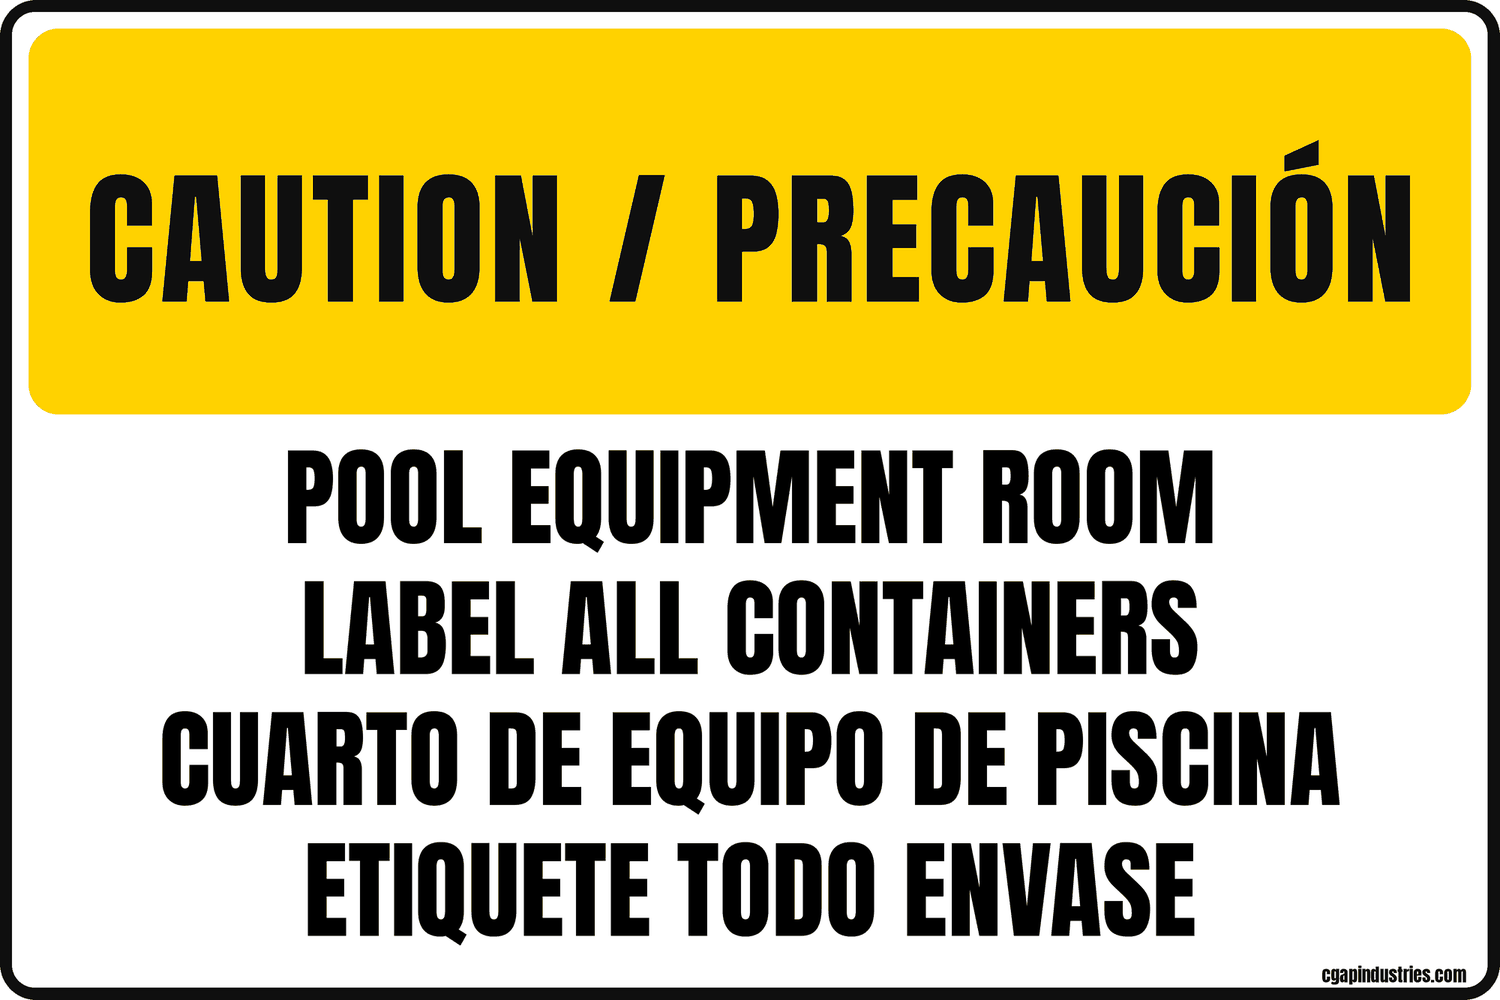 CAUTION / PRECAUCIÓN
POOL EQUIPMENT ROOM
LABEL ALL CONTAINERS
CUARTO DE EQUIPO DE PISCINA
ETIQUETE TODO ENVASE
cgapindustries.com